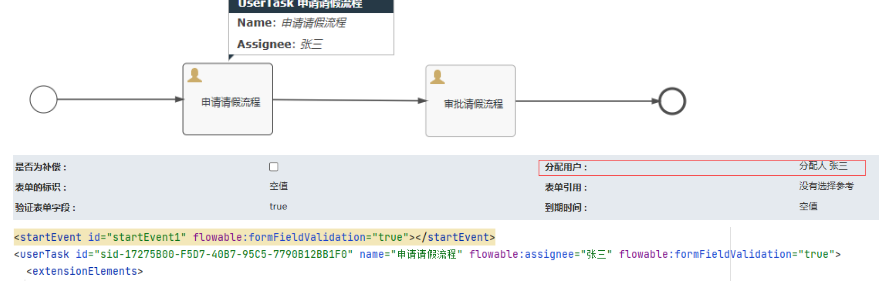 UserTask 申请请假流程
Name: 申请请假流程
Assignee: 张三
申请请假流程
审批请假流程
是否为补偿： 分配用户： 分配人 张三
表单的标识： 空值 表单引用： 没有选择参考
验证表单字段： true 到期时间： 空值
<startEvent id="startEvent1" flowable:formFieldValidation="true"></startEvent>
<userTask id="sid-17275B00-F5D7-40B7-95C5-7790B12BB1F0" name="申请请假流程" flowable:assignee="张三" flowable:formFieldValidation="true">
<extensionElements>